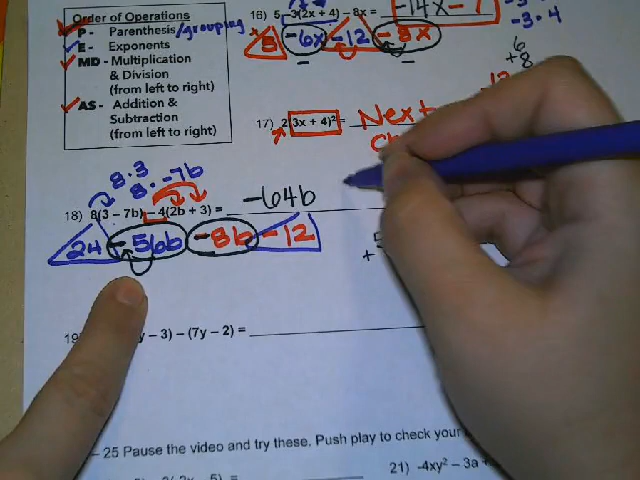 Order of Operations
P - Parenthesis /grouping
E - Exponents
MD - Multiplication
& Division
(from left to right)
AS - Addition &
Subtraction
(from left to right)
16) 5 -3(2x + 4) - 8x = -14x - 7
-3 · 4
-6x -12 -8x
6
+8
17) 2(3x + 4)² = Next
8·3
8·-7b
18) 8(3 - 7b) -4(2b + 3) = -64b
24 -56b -8b -12
- 3) - (7y - 2) =
- 25 Pause the video and try these. Push play to check your
21) -4xy² - 3a